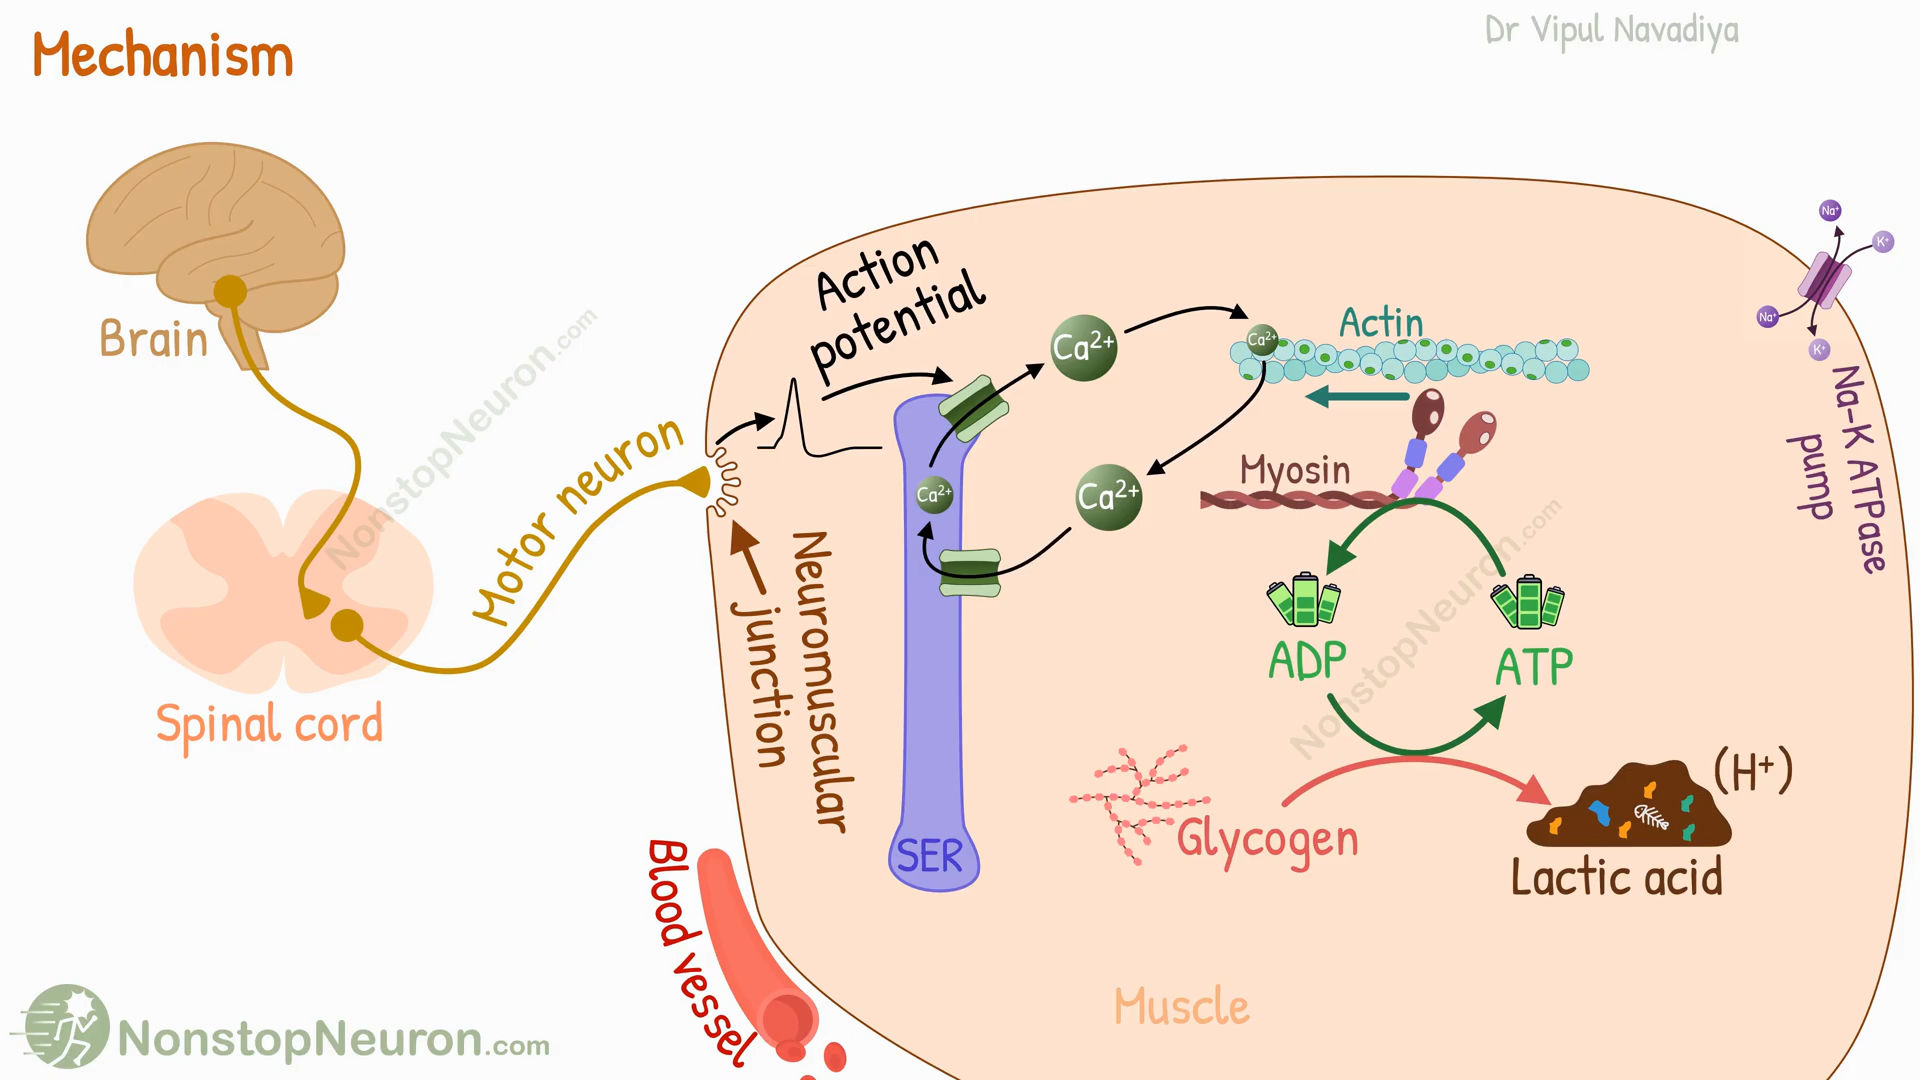 Mechanism
Dr Vipul Navadiya
Brain
Spinal cord
Motor neuron
NonstopNeuron.com
Neuromuscular
junction
Action
potential
Ca²⁺
Ca²⁺
Ca²⁺
Ca²⁺
SER
Actin
Myosin
ADP
ATP
NonstopNeuron.com
Glycogen
Lactic acid
(H⁺)
Na⁺
K⁺
Na⁺
K⁺
Na-K ATPase
pump
Blood vessel
Muscle
NonstopNeuron.com